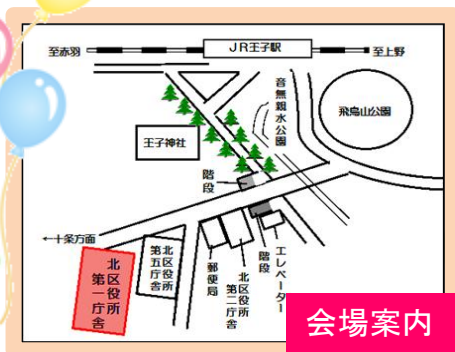 至赤羽
JR王子駅
至上野
音無親水公園
飛鳥山公園
王子神社
階段
←十条方面
北区役所
第一庁舎
北区役所
第五庁舎
郵便局
北区役所
第二庁舎
階段
エレベーター
会場案内